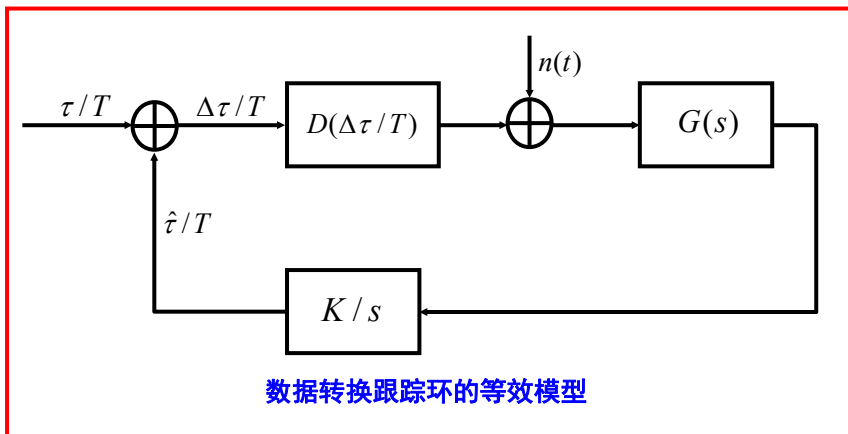 n(t)
τ/T
Δτ/T
D(Δτ/T)
G(s)
τ̂/T
K/s
数据转换跟踪环的等效模型